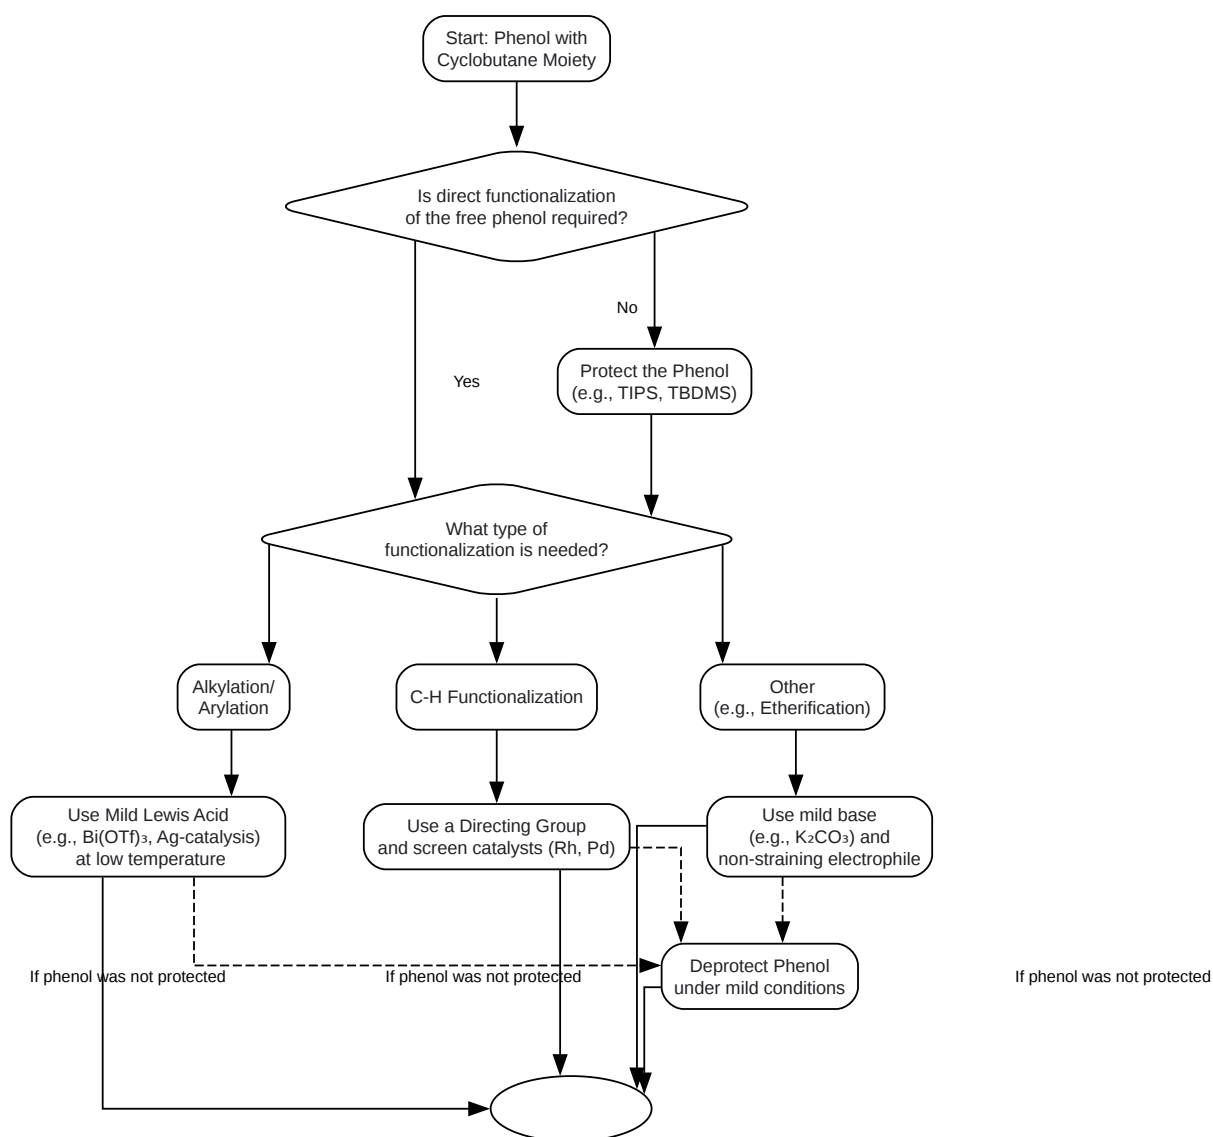 Start: Phenol with
Cyclobutane Moiety
Is direct functionalization
of the free phenol required?
No
Yes
Protect the Phenol
(e.g., TIPS, TBDMS)
What type of
functionalization is needed?
Alkylation/
Arylation
C-H Functionalization
Other
(e.g., Etherification)
Use Mild Lewis Acid
(e.g., Bi(OTf)₃, Ag-catalysis)
at low temperature
Use a Directing Group
and screen catalysts (Rh, Pd)
Use mild base
(e.g., K₂CO₃) and
non-straining electrophile
If phenol was not protected
If phenol was not protected
Deprotect Phenol
under mild conditions
If phenol was not protected